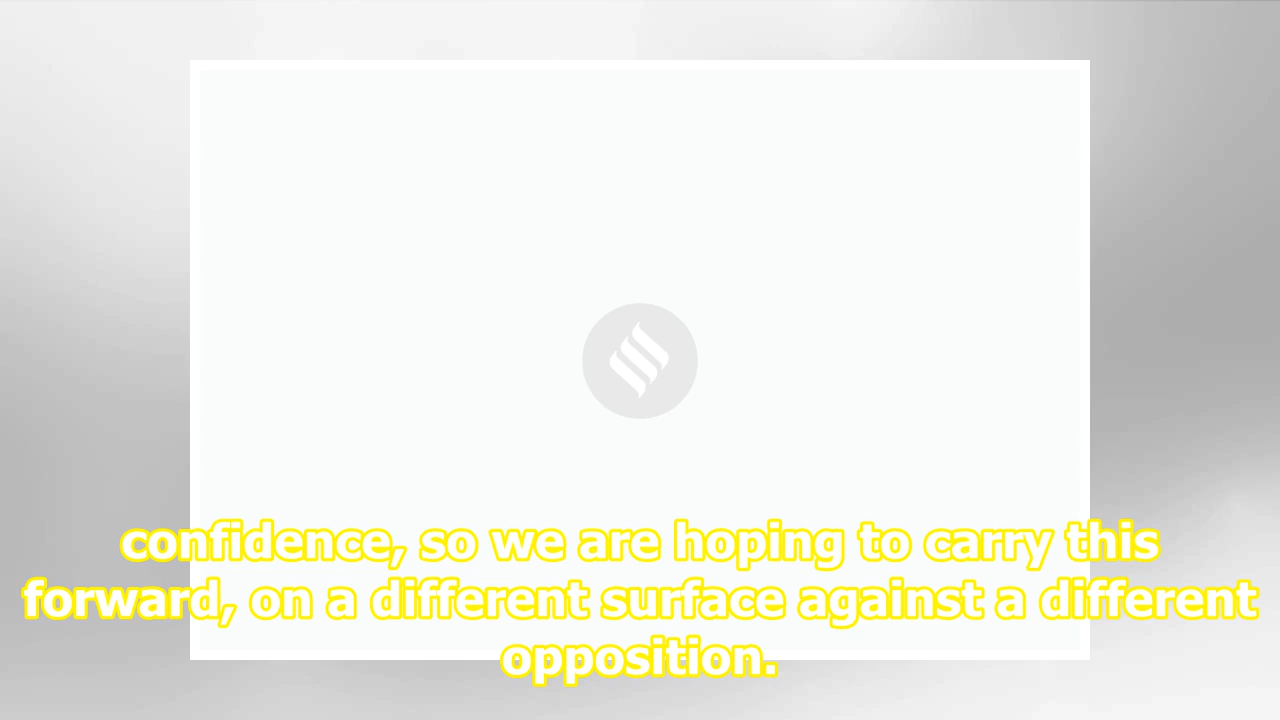 confidence, so we are hoping to carry this
forward, on a different surface against a different
opposition.